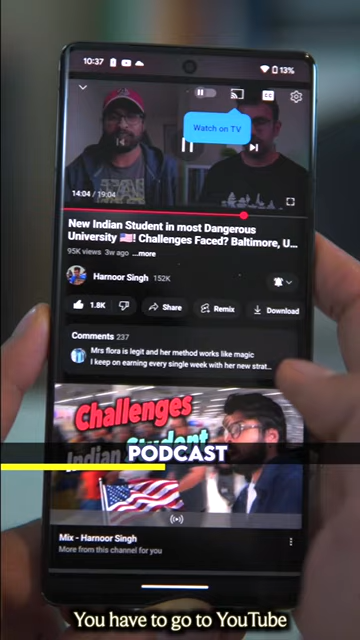 10:37
13%
CC
Watch on TV
14:04 / 19:04
New Indian Student in most Dangerous
University 🇺🇸! Challenges Faced? Baltimore, U...
95K views 3w ago ...more
Harnoor Singh 152K
1.8K
Share
Remix
Download
Comments 237
Mrs flora is legit and her method works like magic
I keep on earning every single week with her new strat...
Challenges
Indian Student
PODCAST
Mix - Harnoor Singh
More from this channel for you
You have to go to YouTube